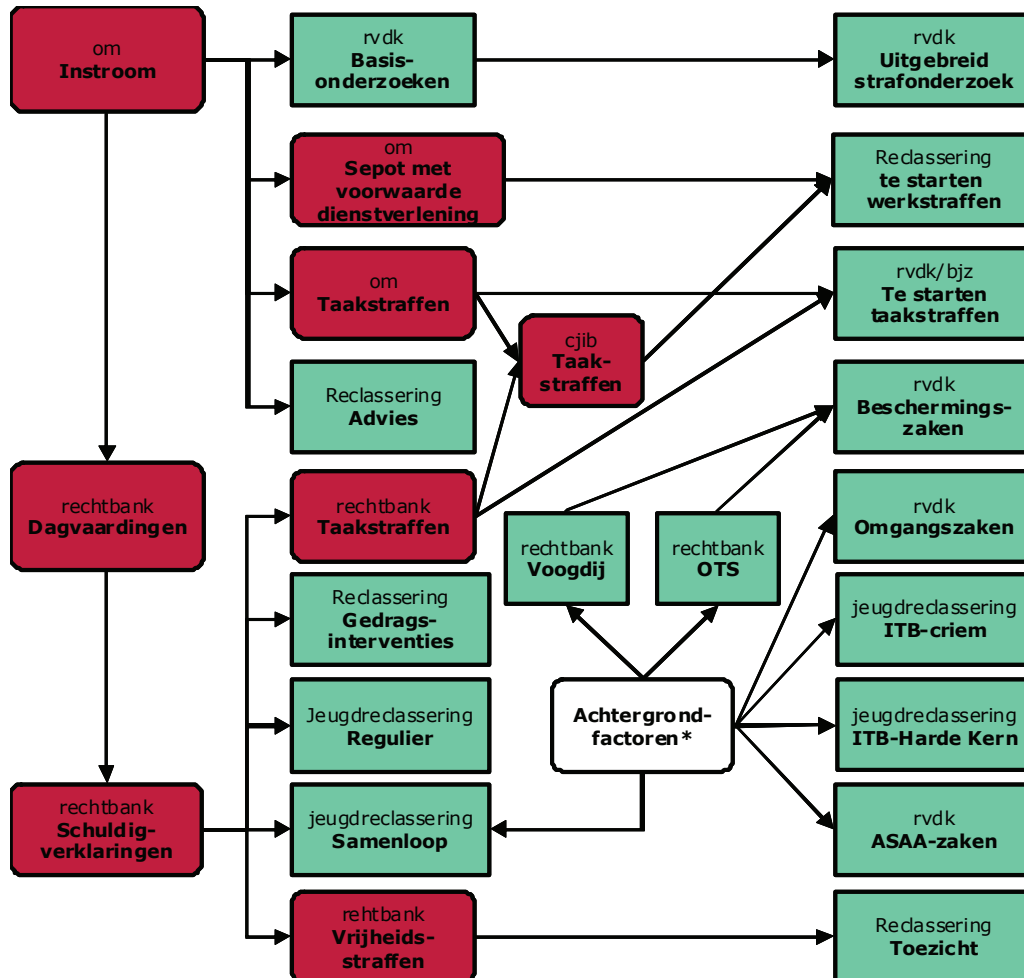 om
Instroom
rvdk
Basis-
onderzoeken
rvdk
Uitgebreid
strafonderzoek
om
Sepot met
voorwaarde
dienstverlening
Reclassering
te starten
werkstraffen
om
Taakstraffen
rvdk/bjz
Te starten
taakstraffen
cjib
Taak-
straffen
Reclassering
Advies
rvdk
Beschermings-
zaken
rechtbank
Dagvaardingen
rechtbank
Taakstraffen
rvdk
Omgangszaken
rechtbank
Voogdij
rechtbank
OTS
Reclassering
Gedrags-
interventies
jeugdreclassering
ITB-criem
Jeugdreclassering
Regulier
Achtergrond-
factoren*
jeugdreclassering
ITB-Harde Kern
rechtbank
Schuldig-
verklaringen
jeugdreclassering
Samenloop
rvdk
ASAA-zaken
rehtbank
Vrijheids-
straffen
Reclassering
Toezicht